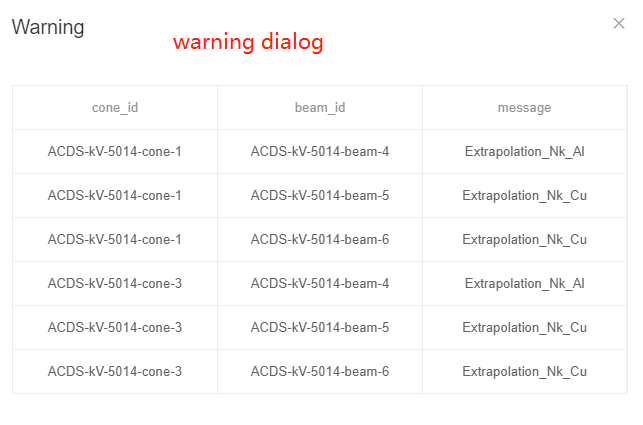 Warning
warning dialog
cone_id beam_id message
ACDS-kV-5014-cone-1 ACDS-kV-5014-beam-4 Extrapolation_Nk_Al
ACDS-kV-5014-cone-1 ACDS-kV-5014-beam-5 Extrapolation_Nk_Cu
ACDS-kV-5014-cone-1 ACDS-kV-5014-beam-6 Extrapolation_Nk_Cu
ACDS-kV-5014-cone-3 ACDS-kV-5014-beam-4 Extrapolation_Nk_Al
ACDS-kV-5014-cone-3 ACDS-kV-5014-beam-5 Extrapolation_Nk_Cu
ACDS-kV-5014-cone-3 ACDS-kV-5014-beam-6 Extrapolation_Nk_Cu